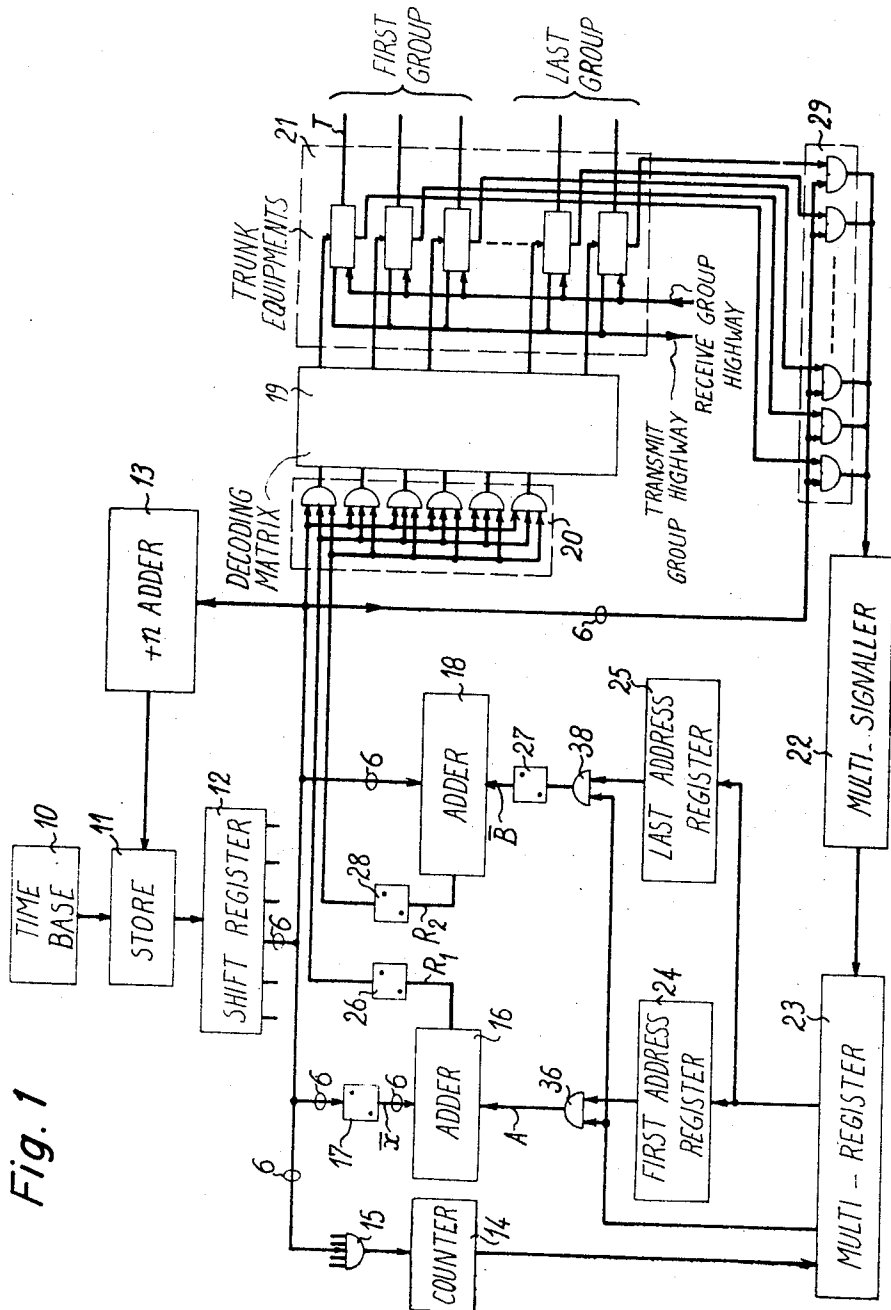 Fig. 1
TIME
BASE
10
STORE
11
SHIFT REGISTER
12
+n ADDER
13
6
6
6
6
6
6
15
COUNTER
14
17
x̅
ADDER
16
A
36
26
R1
28
R2
ADDER
18
B̅
27
38
FIRST ADDRESS
REGISTER
24
LAST ADDRESS
REGISTER
25
MULTI - REGISTER
23
MULTI - SIGNALLER
22
DECODING
MATRIX
19
20
TRUNK
EQUIPMENTS
21
T
FIRST
GROUP
LAST
GROUP
TRANSMIT
GROUP HIGHWAY
RECEIVE GROUP
HIGHWAY
29